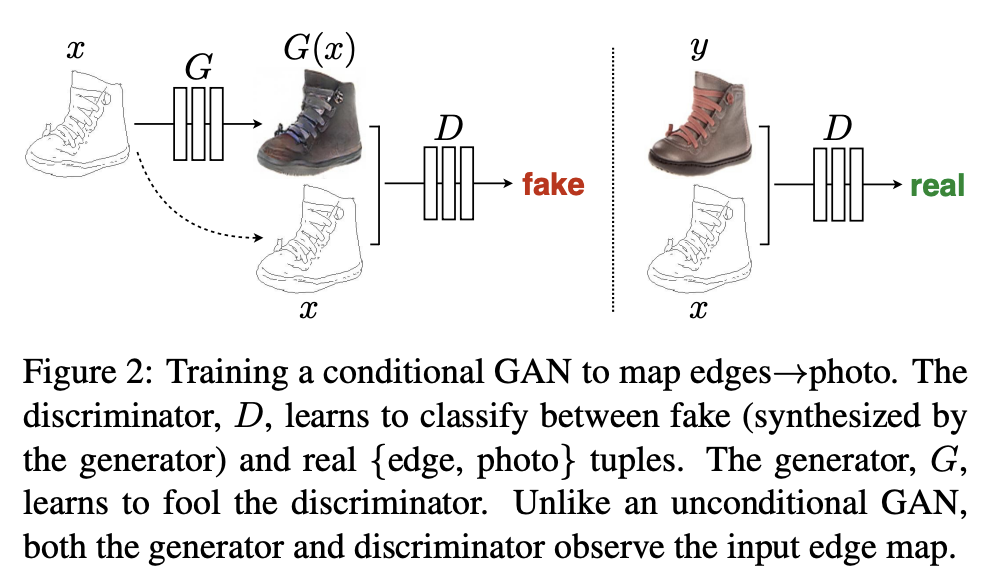 x
G
G(x)
D
fake
x
y
D
real
x
Figure 2: Training a conditional GAN to map edges→photo. The
discriminator, D, learns to classify between fake (synthesized by
the generator) and real {edge, photo} tuples. The generator, G,
learns to fool the discriminator. Unlike an unconditional GAN,
both the generator and discriminator observe the input edge map.